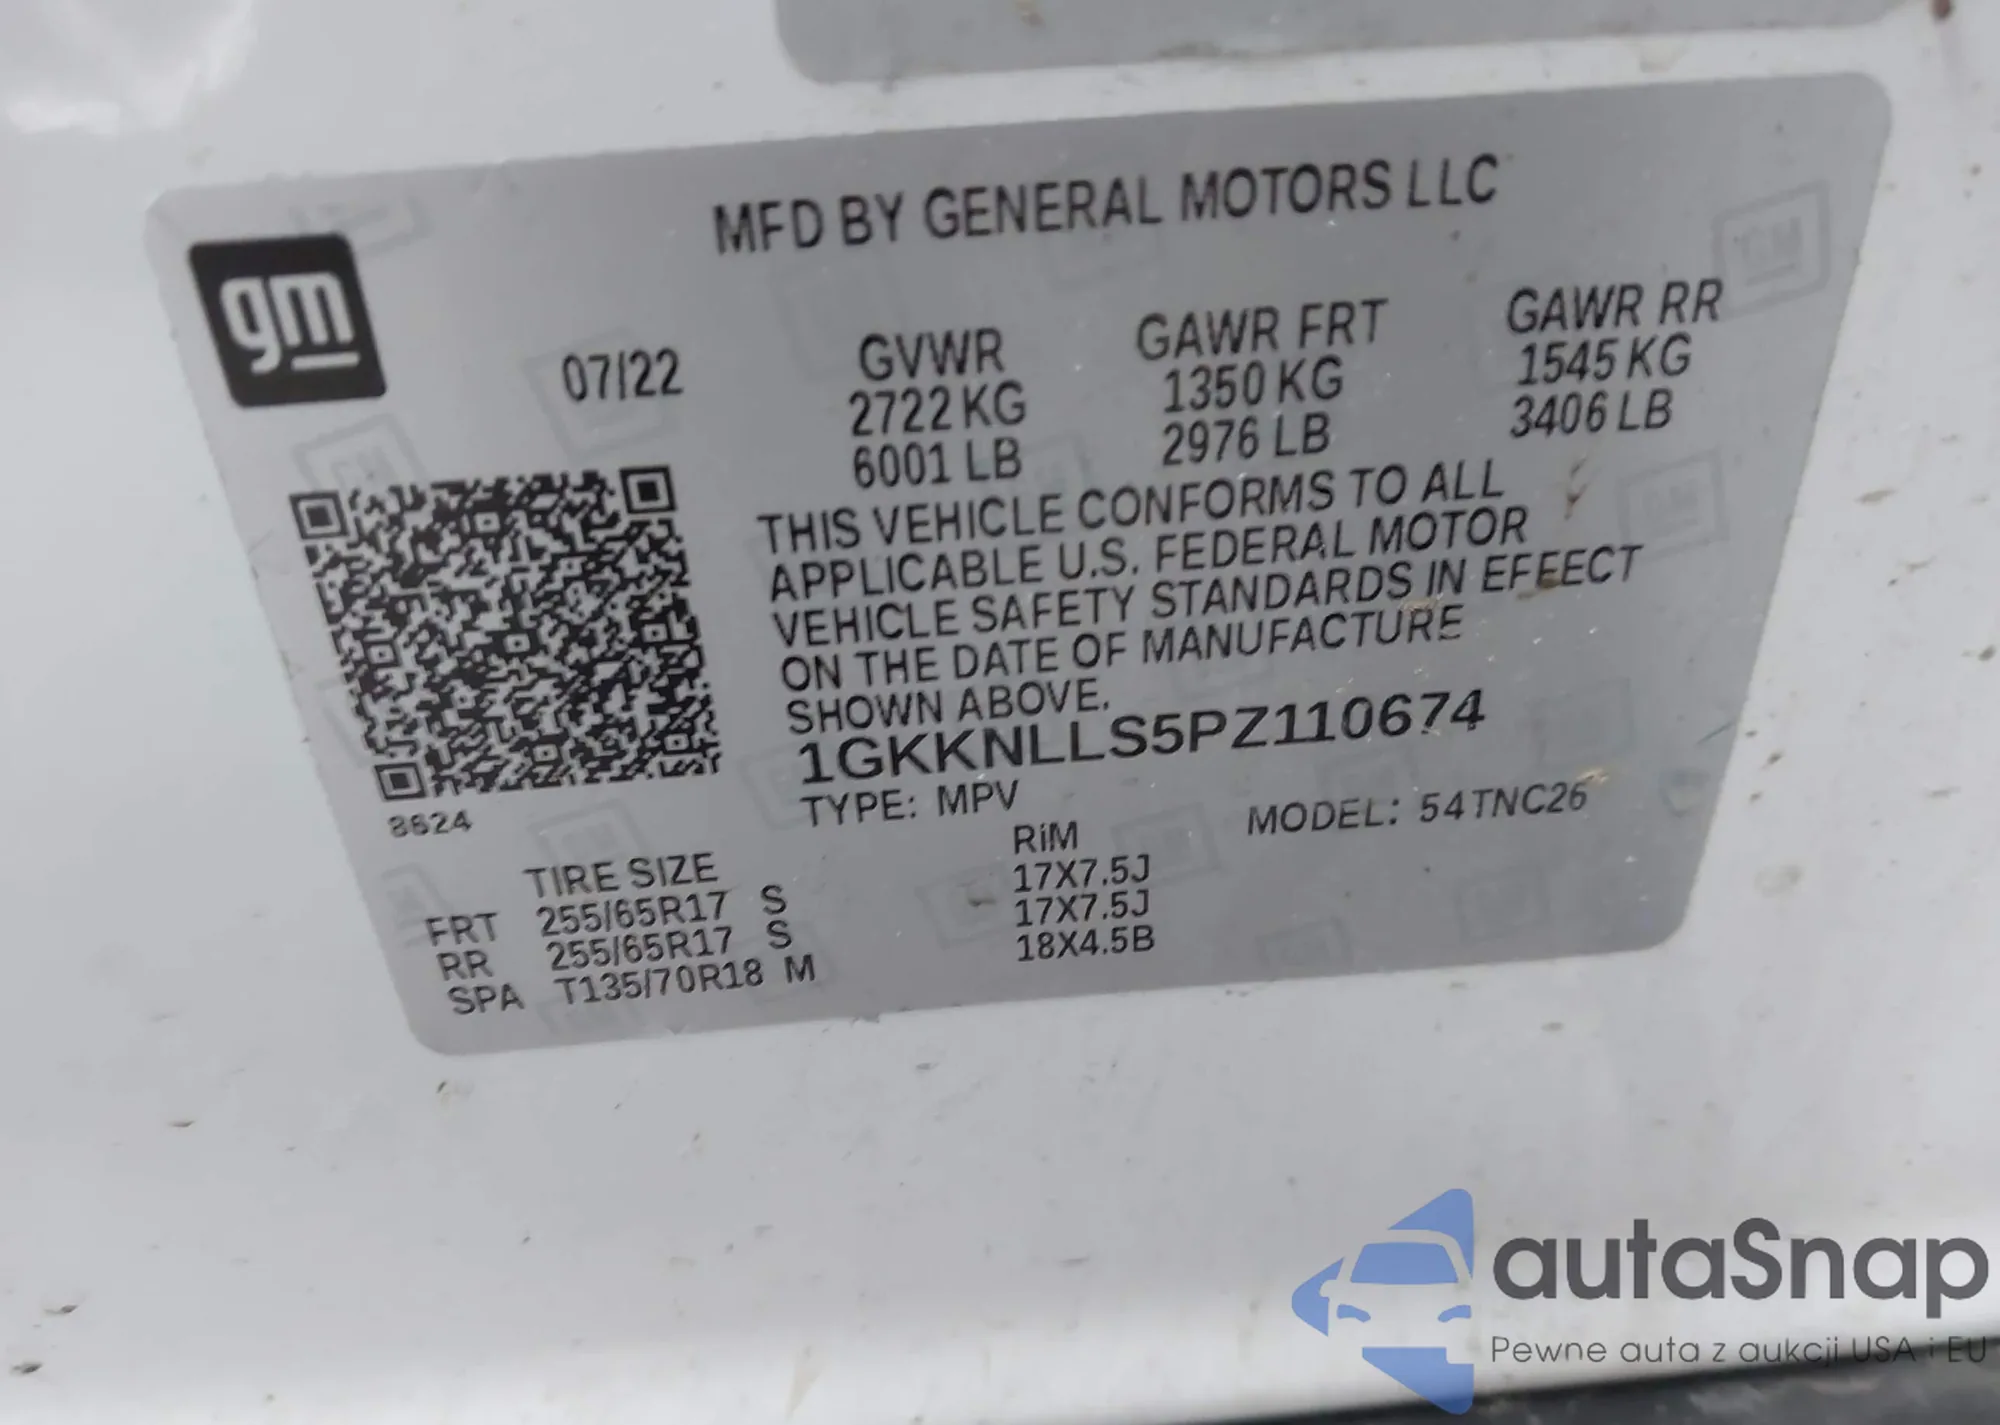 MFD BY GENERAL MOTORS LLC
gm
07/22
GVWR
2722 KG
6001 LB
GAWR FRT
1350 KG
2976 LB
GAWR RR
1545 KG
3406 LB
THIS VEHICLE CONFORMS TO ALL
APPLICABLE U.S. FEDERAL MOTOR
VEHICLE SAFETY STANDARDS IN EFFECT
ON THE DATE OF MANUFACTURE
SHOWN ABOVE.
1GKKNLLS5PZ110674
8624
TYPE: MPV
MODEL: 54TNC26
TIRE SIZE RiM
FRT 255/65R17 S 17X7.5J
RR 255/65R17 S 17X7.5J
SPA T135/70R18 M 18X4.5B
autaSnap
Pewne auta z aukcji USA i EU